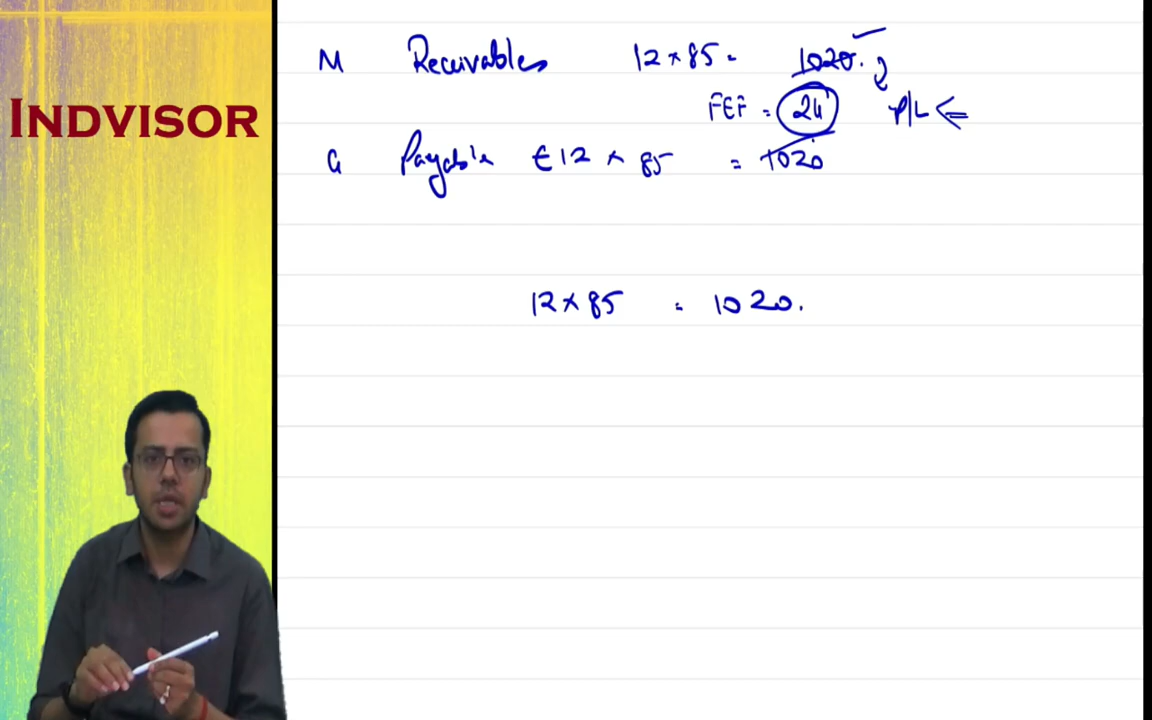 INDVISOR
M Receivables 12 × 85 = 1020.
FEF = 24 P/L ⇐
G Payable €12 × 85 = 1020
12 × 85 = 1020.